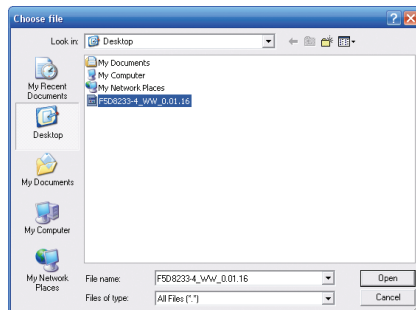 Choose file
Look in: Desktop
My Recent
Documents
Desktop
My Documents
My Computer
My Network
Places
My Documents
My Computer
My Network Places
F5D8233-4_WW_0.01.16
File name: F5D8233-4_WW_0.01.16 Open
Files of type: All Files (*.*) Cancel